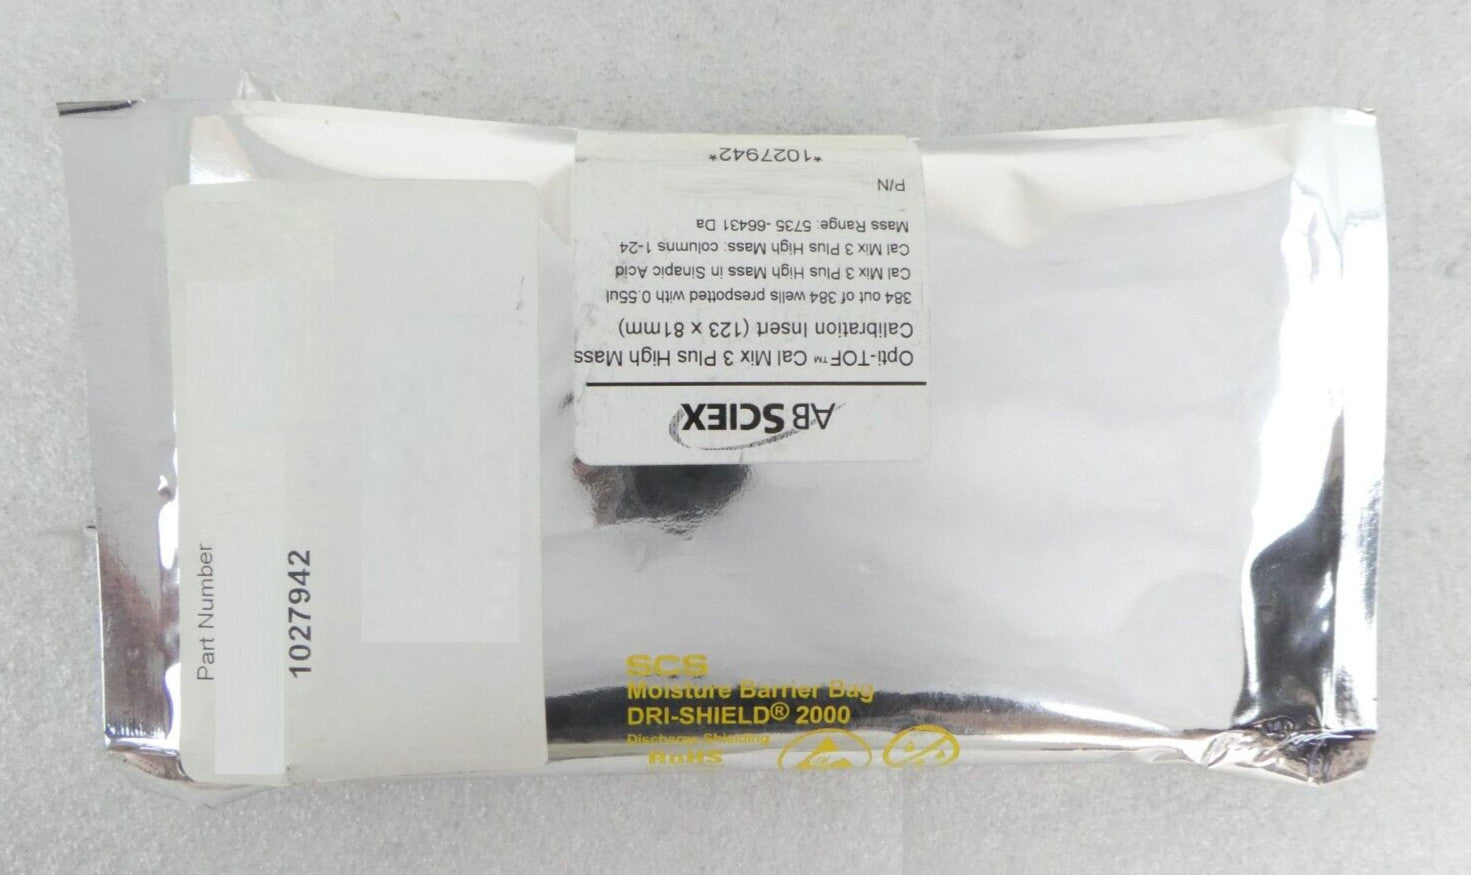 AB SCIEX
Opti-TOF™ Cal Mix 3 Plus High Mass
Calibration Insert (123 x 81mm)
384 out of 384 wells prespotted with 0.55ul
Cal Mix 3 Plus High Mass in Sinapic Acid
Cal Mix 3 Plus High Mass: columns 1-24
Mass Range: 5735 -66431 Da
P/N
*1027942*
Part Number
1027942
SCS
Moisture Barrier Bag
DRI-SHIELD® 2000
Discharge Shielding
RoHS